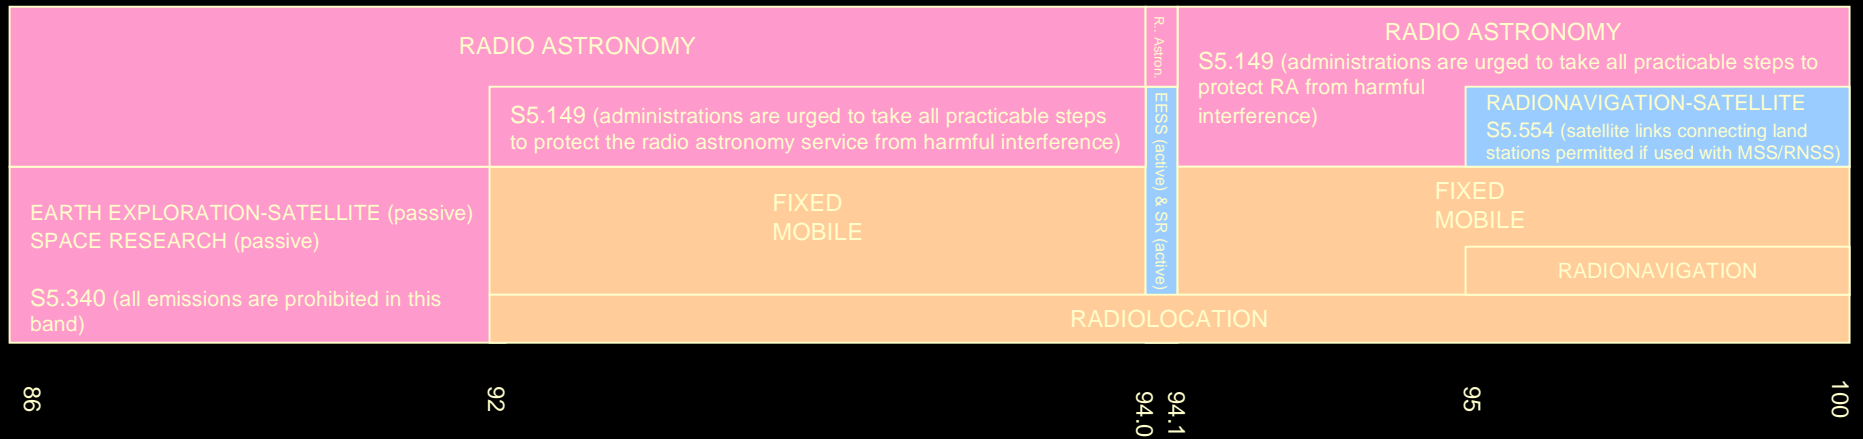 RADIO ASTRONOMY
S5.149 (administrations are urged to take all practicable steps
to protect the radio astronomy service from harmful interference)
EARTH EXPLORATION-SATELLITE (passive)
SPACE RESEARCH (passive)
S5.340 (all emissions are prohibited in this
band)
FIXED
MOBILE
R.. Astron.
EESS (active) & SR (active)
RADIO ASTRONOMY
S5.149 (administrations are urged to take all practicable steps to
protect RA from harmful
interference)
RADIONAVIGATION-SATELLITE
S5.554 (satellite links connecting land
stations permitted if used with MSS/RNSS)
FIXED
MOBILE
RADIONAVIGATION
RADIOLOCATION
86
92
94.0
94.1
95
100